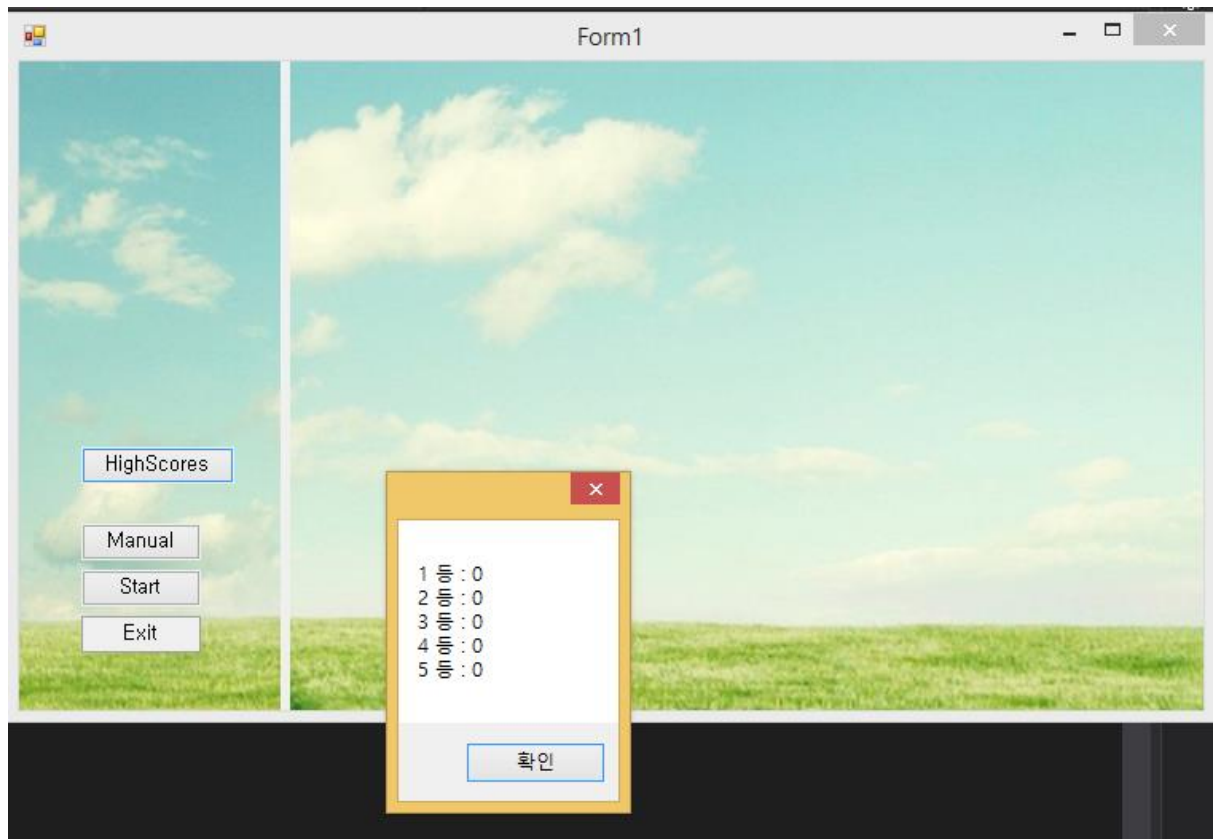 Form1
HighScores
Manual
Start
Exit
1 등 : 0
2 등 : 0
3 등 : 0
4 등 : 0
5 등 : 0
확인